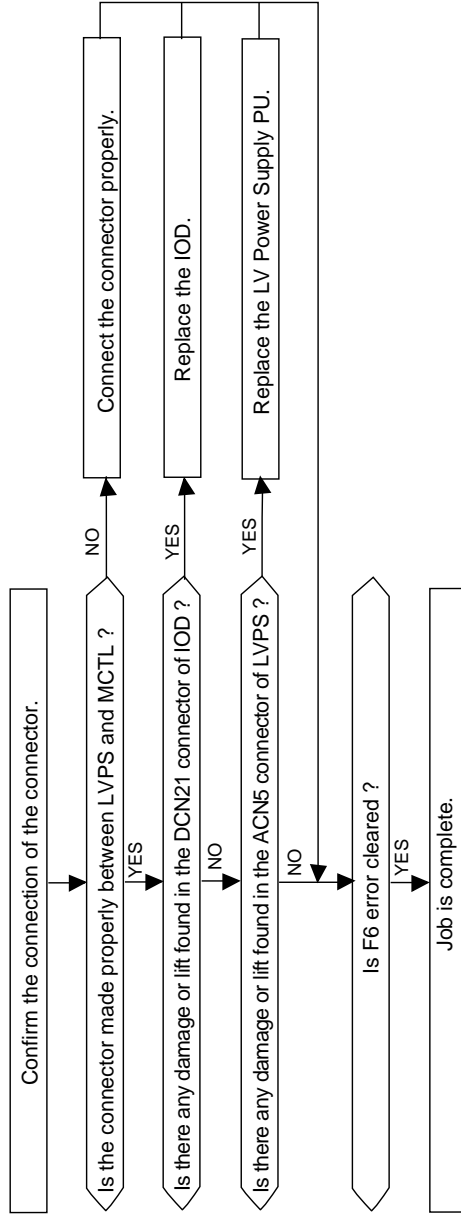 Confirm the connection of the connector.
Is the connector made properly between LVPS and MCTL ?
NO
Connect the connector properly.
YES
Is there any damage or lift found in the DCN21 connector of IOD ?
YES
Replace the IOD.
NO
Is there any damage or lift found in the ACN5 connector of LVPS ?
YES
Replace the LV Power Supply PU.
NO
Is F6 error cleared ?
YES
Job is complete.